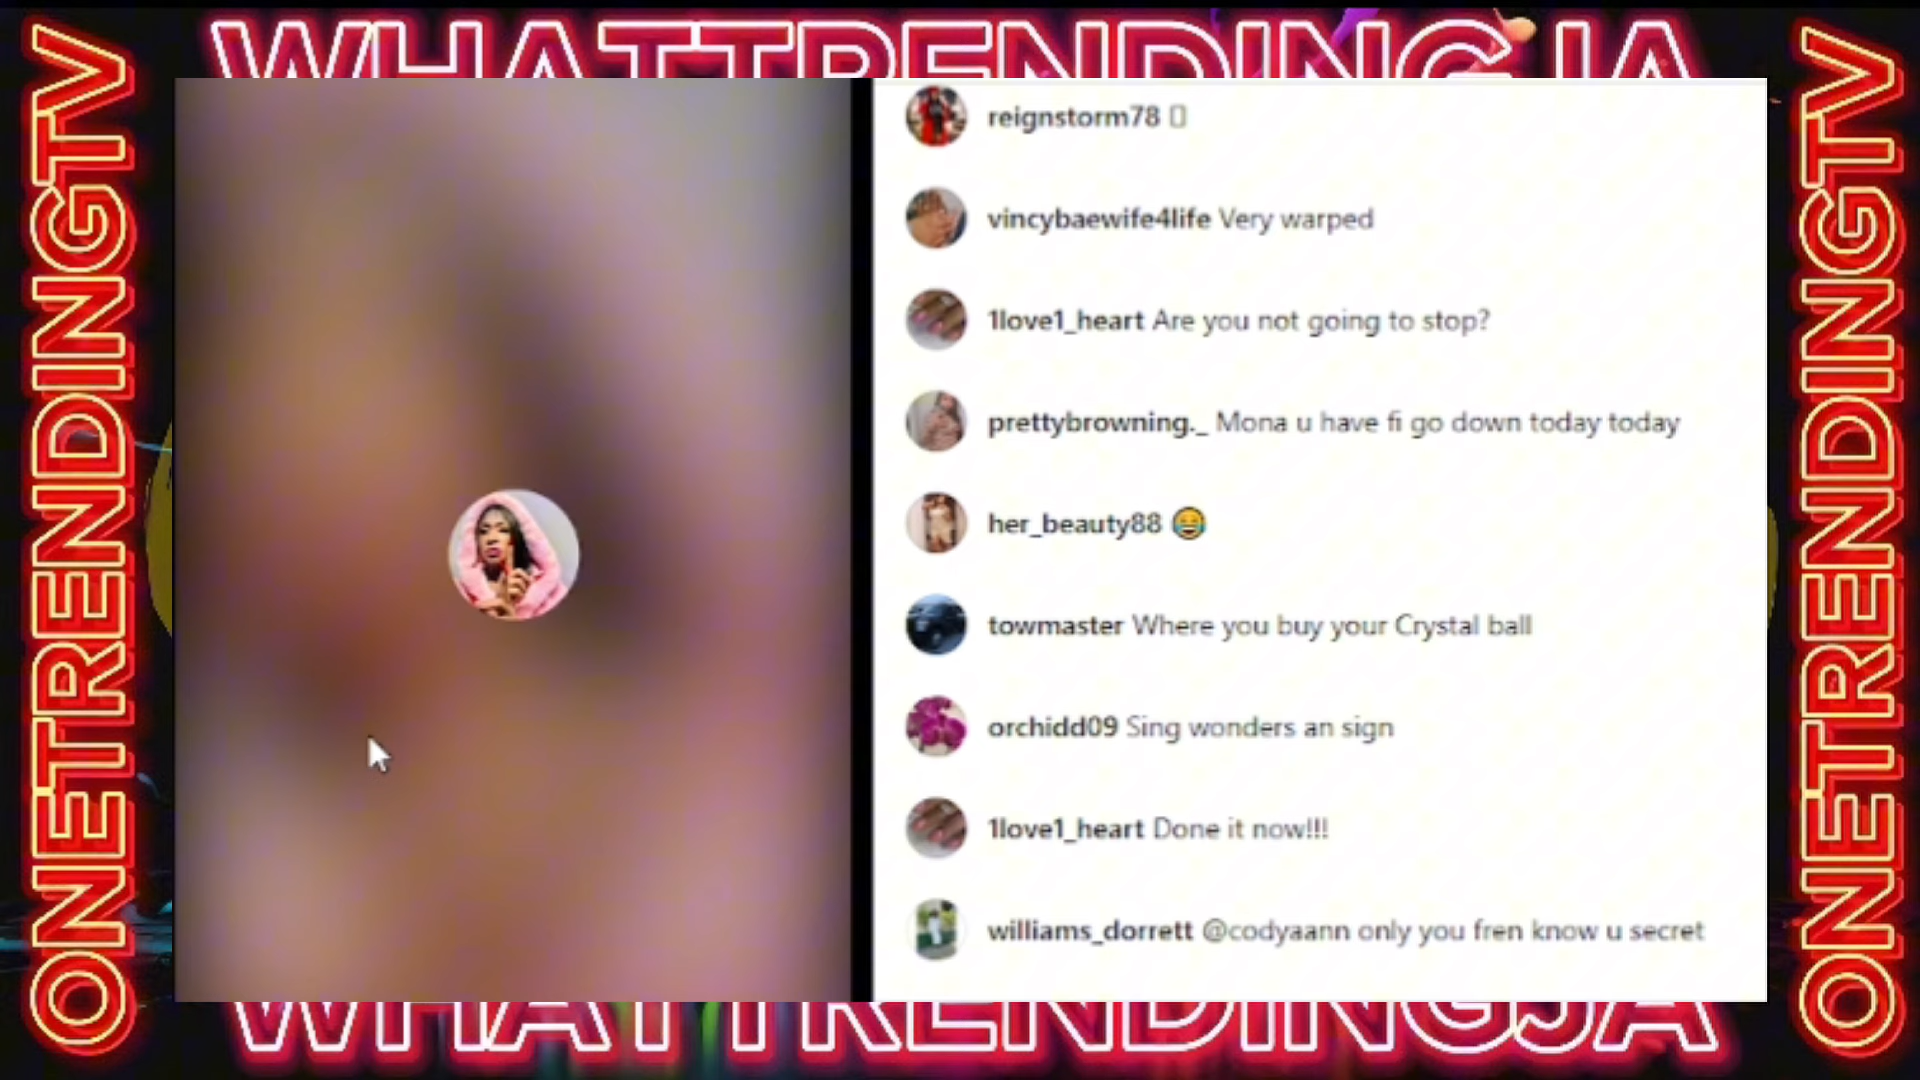 WHATTRENDINGJA
ONETRENDINGTV
reignstorm78
vincybaewife4life Very warped
1love1_heart Are you not going to stop?
prettybrowning._ Mona u have fi go down today today
her_beauty88 😂
towmaster Where you buy your Crystal ball
orchidd09 Sing wonders an sign
1love1_heart Done it now!!!
williams_dorrett @codyaann only you fren know u secret
ONETRENDINGTV
WHATTRENDINGJA